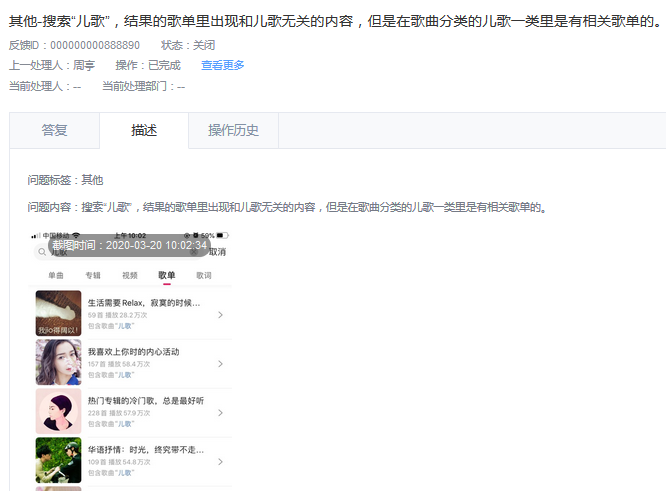 其他-搜索“儿歌”，结果的歌单里出现和儿歌无关的内容，但是在歌曲分类的儿歌一类里是有相关歌单的。
反馈ID：000000000888890 状态：关闭
上一处理人：周亭 操作：已完成 查看更多
当前处理人：-- 当前处理部门：--
答复 描述 操作历史
问题标签：其他
问题内容：搜索“儿歌”，结果的歌单里出现和儿歌无关的内容，但是在歌曲分类的儿歌一类里是有相关歌单的。
中国移动 上午10:02 59%
截图时间：2020-03-20 10:02:34
儿歌 取消
单曲 专辑 视频 歌单 歌词
生活需要Relax，寂寞的时候...
59首 播放28.2万次
包含歌曲“儿歌”
我喜欢上你时的内心活动
157首 播放58.4万次
包含歌曲“儿歌”
热门专辑的冷门歌，总是最好听
228首 播放57.9万次
包含歌曲“儿歌”
华语抒情：时光，终究带不走...
109首 播放54.8万次
包含歌曲“儿歌”